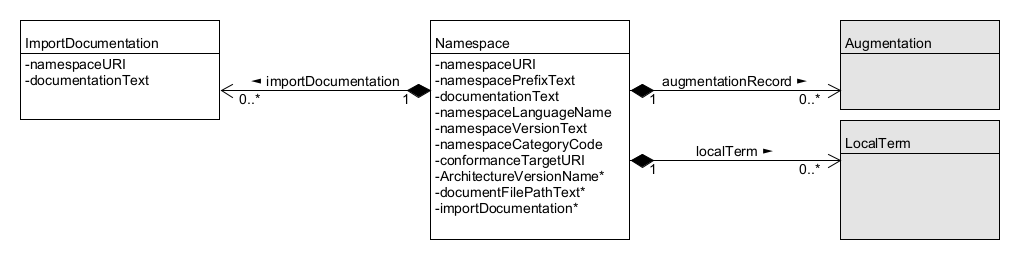 ImportDocumentation
-namespaceURI
-documentationText
◄ importDocumentation
0..*
1
Namespace
-namespaceURI
-namespacePrefixText
-documentationText
-namespaceLanguageName
-namespaceVersionText
-namespaceCategoryCode
-conformanceTargetURI
-ArchitectureVersionName*
-documentFilePathText*
-importDocumentation*
augmentationRecord ►
1
0..*
Augmentation
localTerm ►
1
0..*
LocalTerm